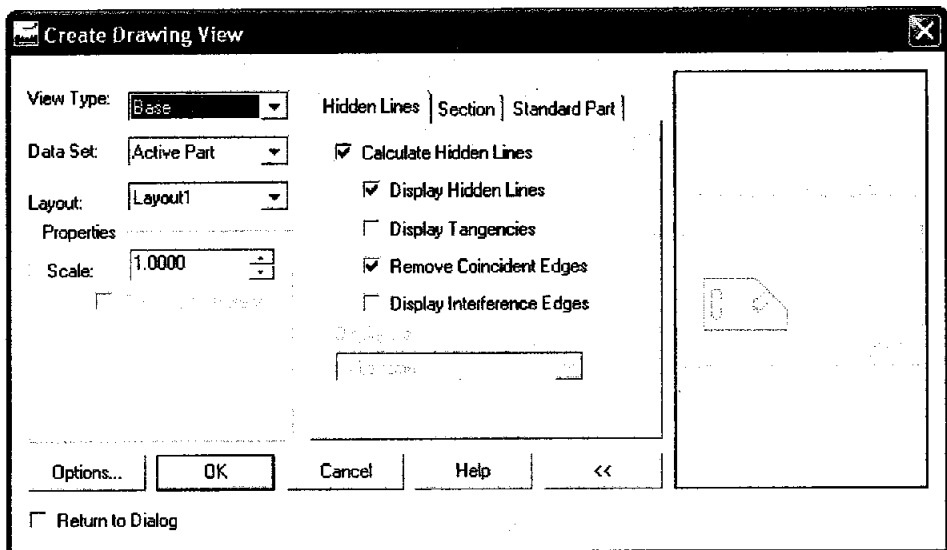 Create Drawing View
View Type: Base
Data Set: Active Part
Layout: Layout1
Properties
Scale: 1.0000
Hidden Lines Section Standard Part
Calculate Hidden Lines
Display Hidden Lines
Display Tangencies
Remove Coincident Edges
Display Interference Edges
Options... OK Cancel Help <<
Return to Dialog